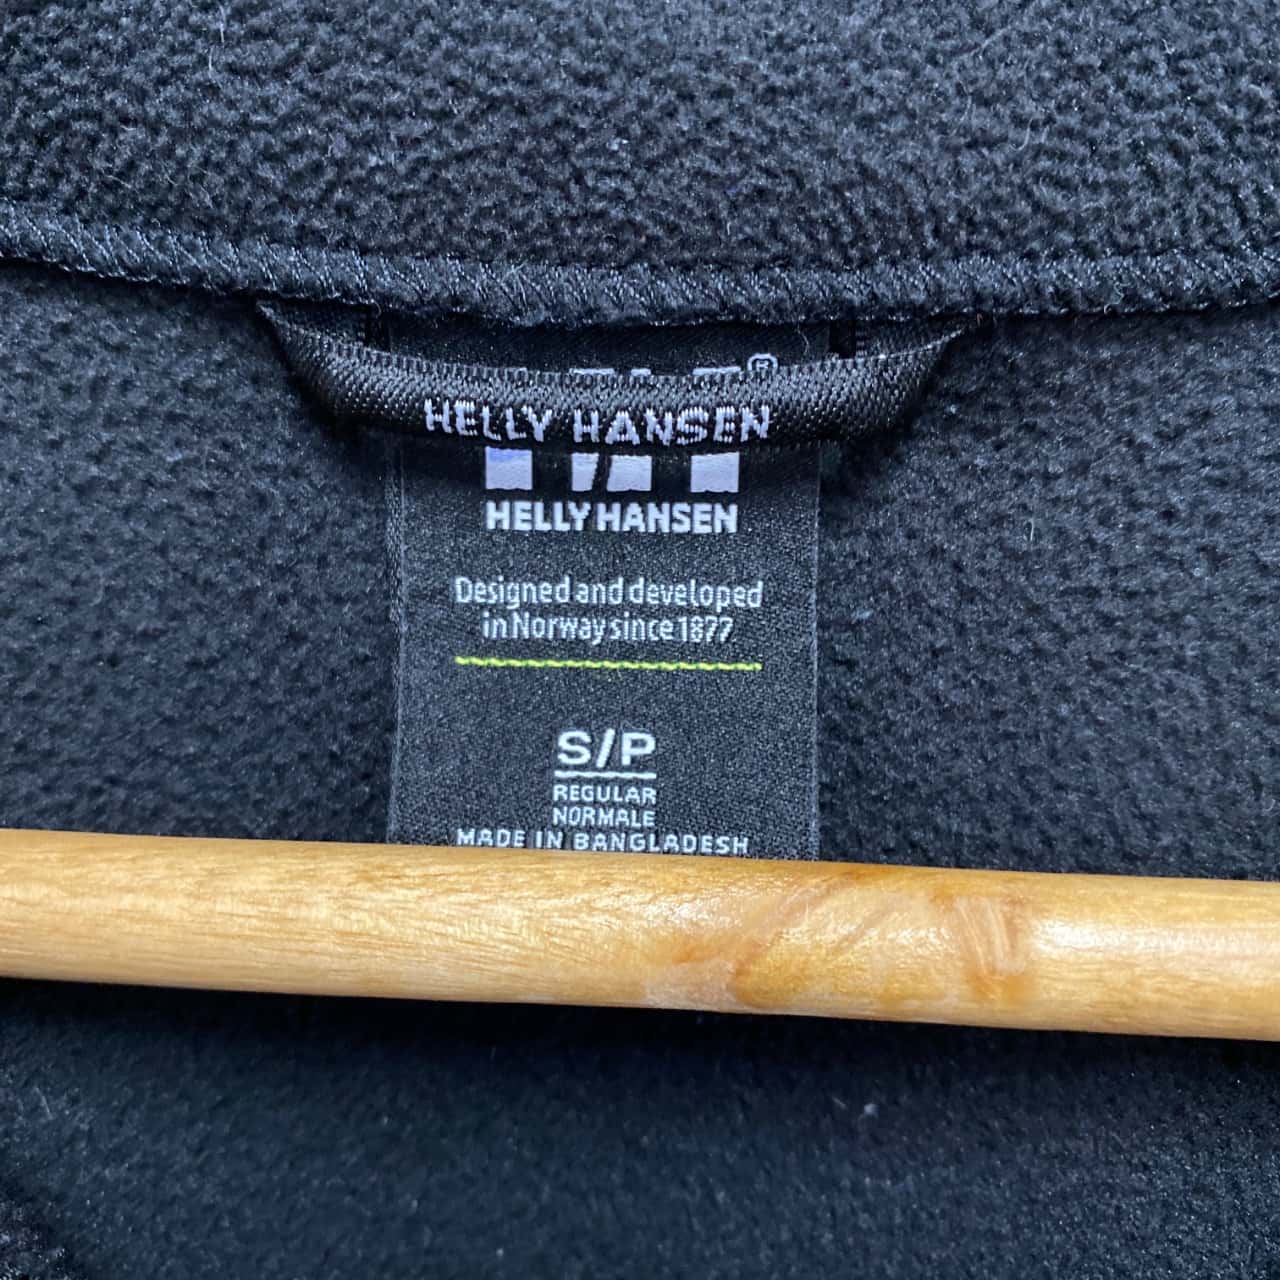 ®
HELLY HANSEN
HELLY HANSEN
Designed and developed
in Norway since 1877
S/P
REGULAR
NORMALE
MADE IN BANGLADESH